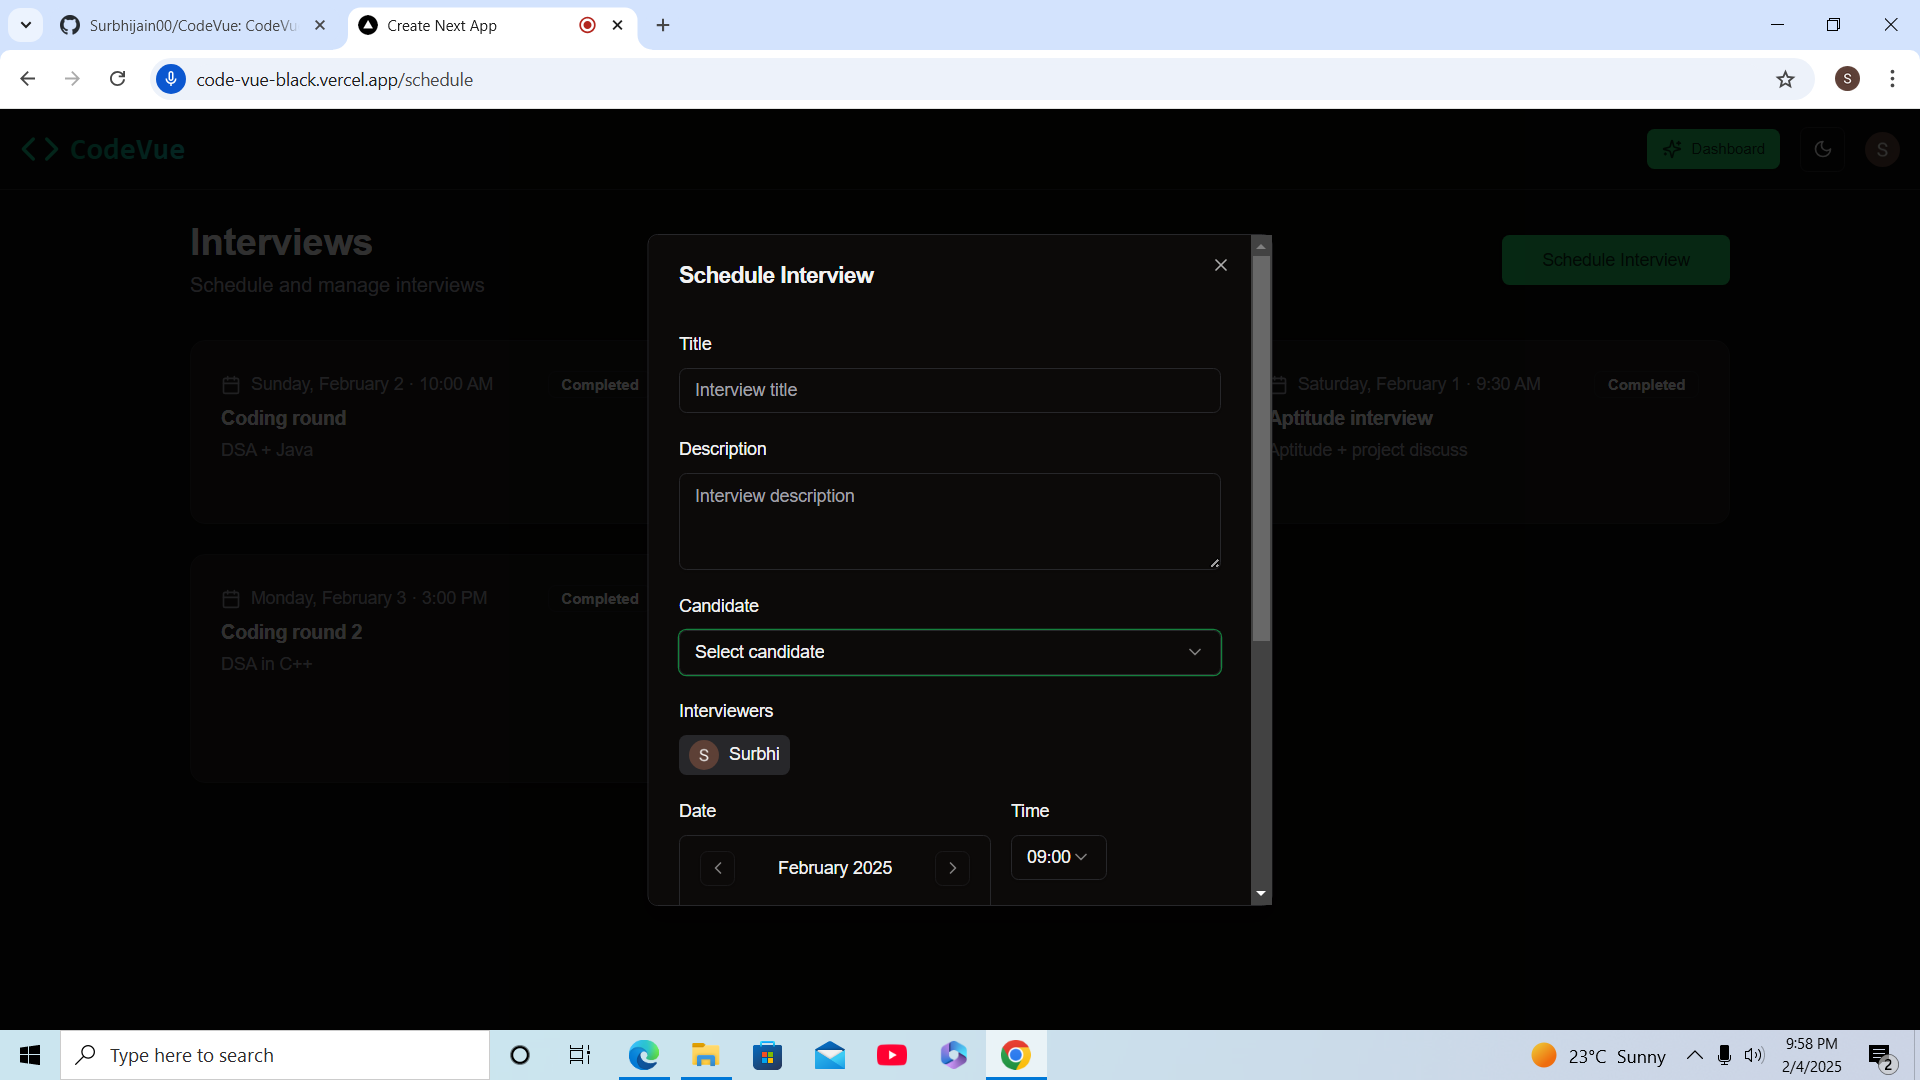 Surbhijain00/CodeVue: CodeVu
Create Next App
code-vue-black.vercel.app/schedule
S
CodeVue
Dashboard
S
Interviews
Schedule and manage interviews
Schedule Interview
Sunday, February 2 · 10:00 AM
Completed
Coding round
DSA + Java
Saturday, February 1 · 9:30 AM
Completed
Aptitude interview
Aptitude + project discuss
Monday, February 3 · 3:00 PM
Completed
Coding round 2
DSA in C++
Schedule Interview
Title
Interview title
Description
Interview description
Candidate
Select candidate
Interviewers
S Surbhi
Date
Time
February 2025
09:00
Type here to search
23°C Sunny
9:58 PM
2/4/2025
2